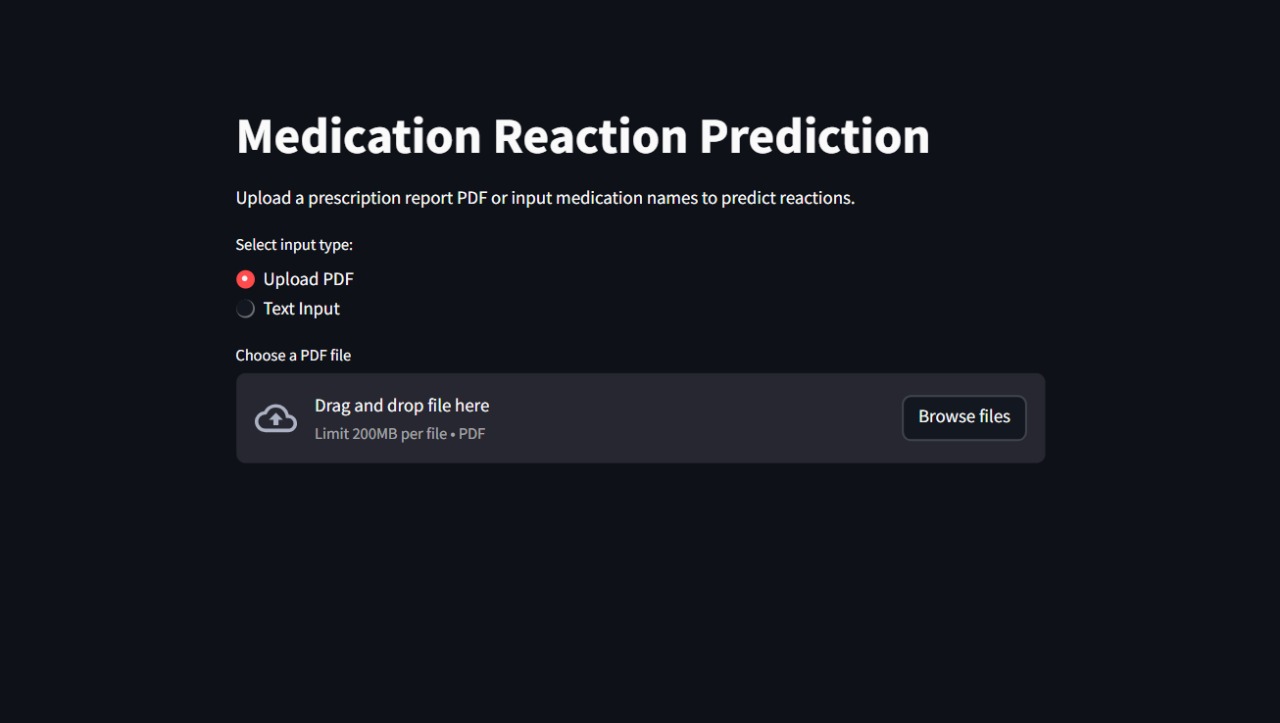 Medication Reaction Prediction
Upload a prescription report PDF or input medication names to predict reactions.
Select input type:
Upload PDF
Text Input
Choose a PDF file
Drag and drop file here
Limit 200MB per file • PDF
Browse files